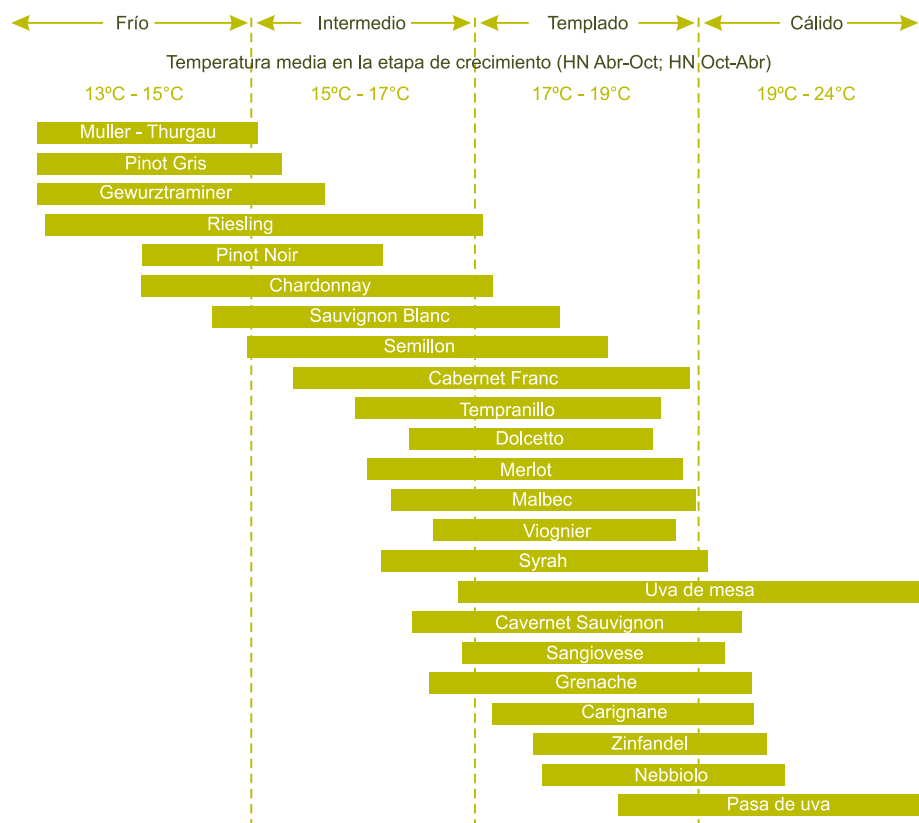 Frío Intermedio Templado Cálido
Temperatura media en la etapa de crecimiento (HN Abr-Oct; HN Oct-Abr)
13ºC - 15°C 15ºC - 17°C 17ºC - 19°C 19ºC - 24°C
Muller - Thurgau
Pinot Gris
Gewurztraminer
Riesling
Pinot Noir
Chardonnay
Sauvignon Blanc
Semillon
Cabernet Franc
Tempranillo
Dolcetto
Merlot
Malbec
Viognier
Syrah
Uva de mesa
Cavernet Sauvignon
Sangiovese
Grenache
Carignane
Zinfandel
Nebbiolo
Pasa de uva